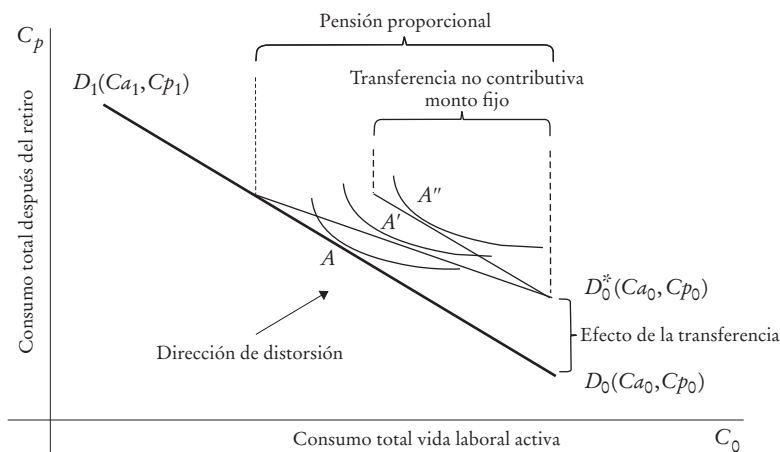 Pensión proporcional
C_p
Transferencia no contributiva
monto fijo
D_1(Ca_1, Cp_1)
Consumo total después del retiro
A"
A'
A
D_0^*(Ca_0, Cp_0)
Efecto de la transferencia
Dirección de distorsión
D_0(Ca_0, Cp_0)
Consumo total vida laboral activa
C_0